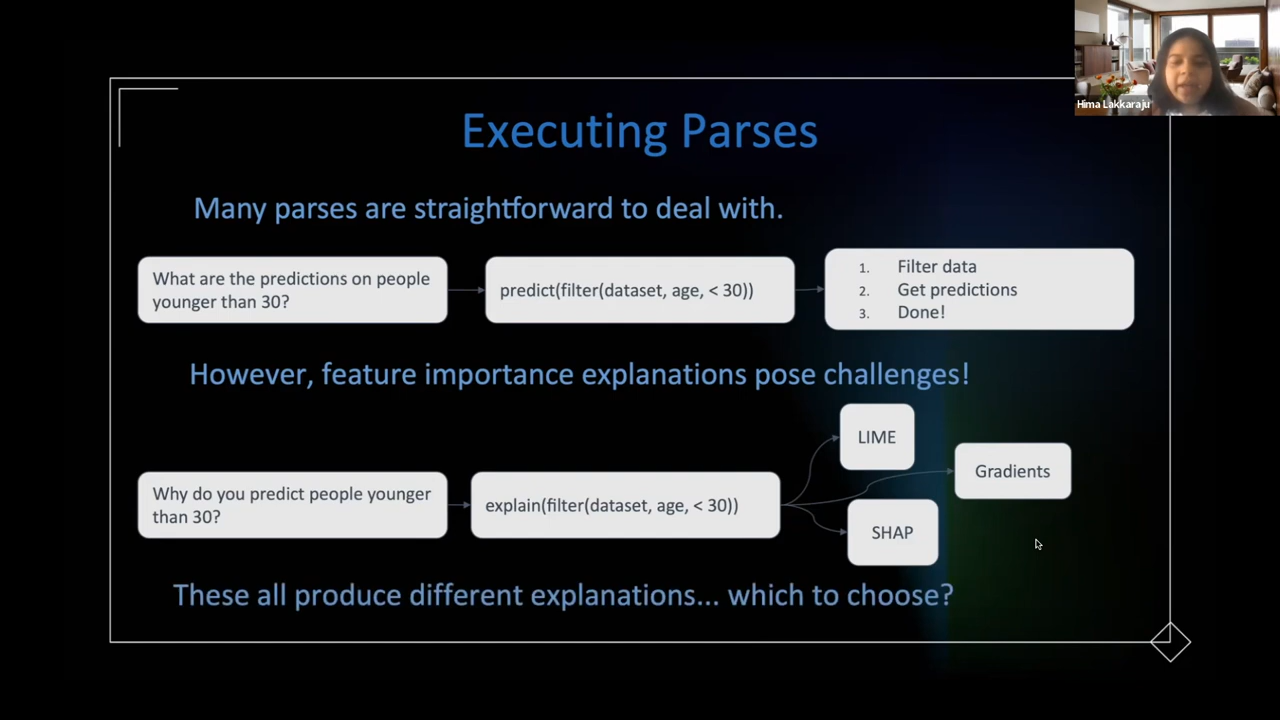 Hima Lakkaraju
Executing Parses
Many parses are straightforward to deal with.
What are the predictions on people
younger than 30?
predict(filter(dataset, age, < 30))
1. Filter data
2. Get predictions
3. Done!
However, feature importance explanations pose challenges!
Why do you predict people younger
than 30?
explain(filter(dataset, age, < 30))
LIME
Gradients
SHAP
These all produce different explanations... which to choose?